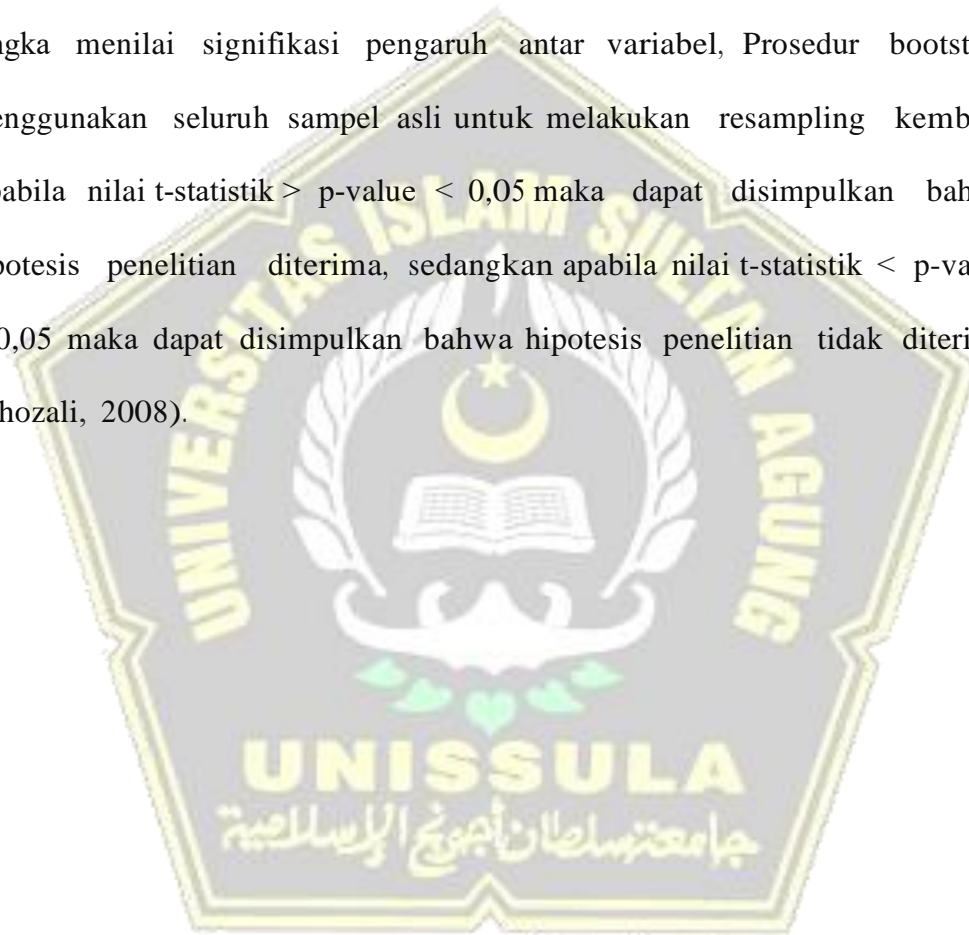 ngka menilai signifikasi pengaruh antar variabel, Prosedur bootst
enggunakan seluruh sampel asli untuk melakukan resampling kemb
abila nilai t-statistik > p-value < 0,05 maka dapat disimpulkan bah
potesis penelitian diterima, sedangkan apabila nilai t-statistik < p-va
0,05 maka dapat disimpulkan bahwa hipotesis penelitian tidak diteri
hozali, 2008).
UNIVERSITAS ISLAM SULTAN AGUNG
UNISSULA
جامعة سلطان أجونج الإسلامية